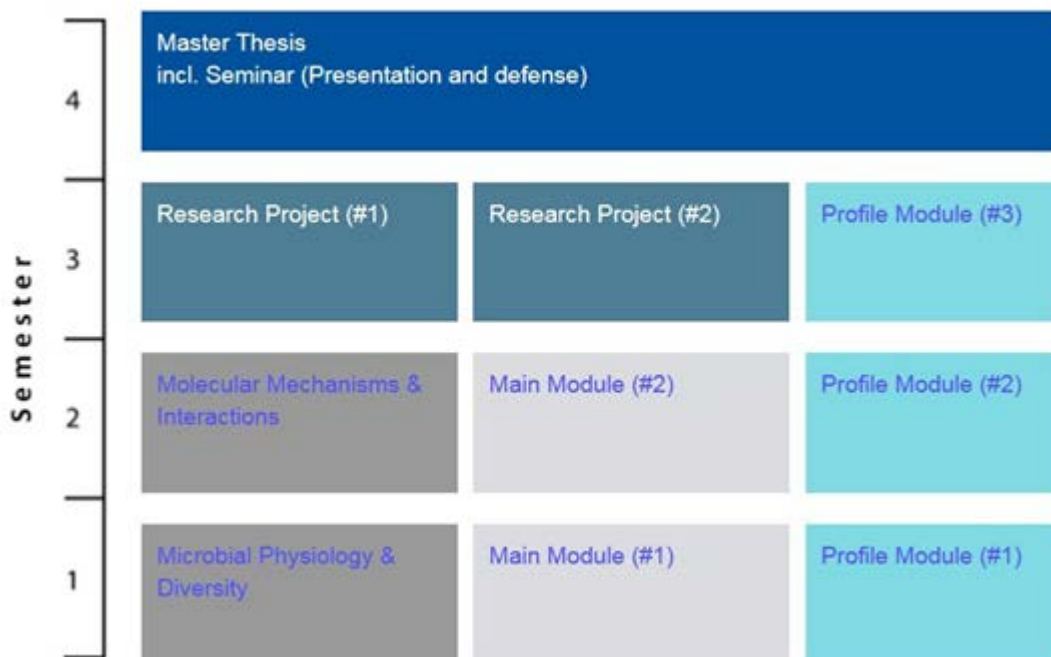 Semester
4
Master Thesis
incl. Seminar (Presentation and defense)
3
Research Project (#1)
Research Project (#2)
Profile Module (#3)
2
Molecular Mechanisms &
Interactions
Main Module (#2)
Profile Module (#2)
1
Microbial Physiology &
Diversity
Main Module (#1)
Profile Module (#1)